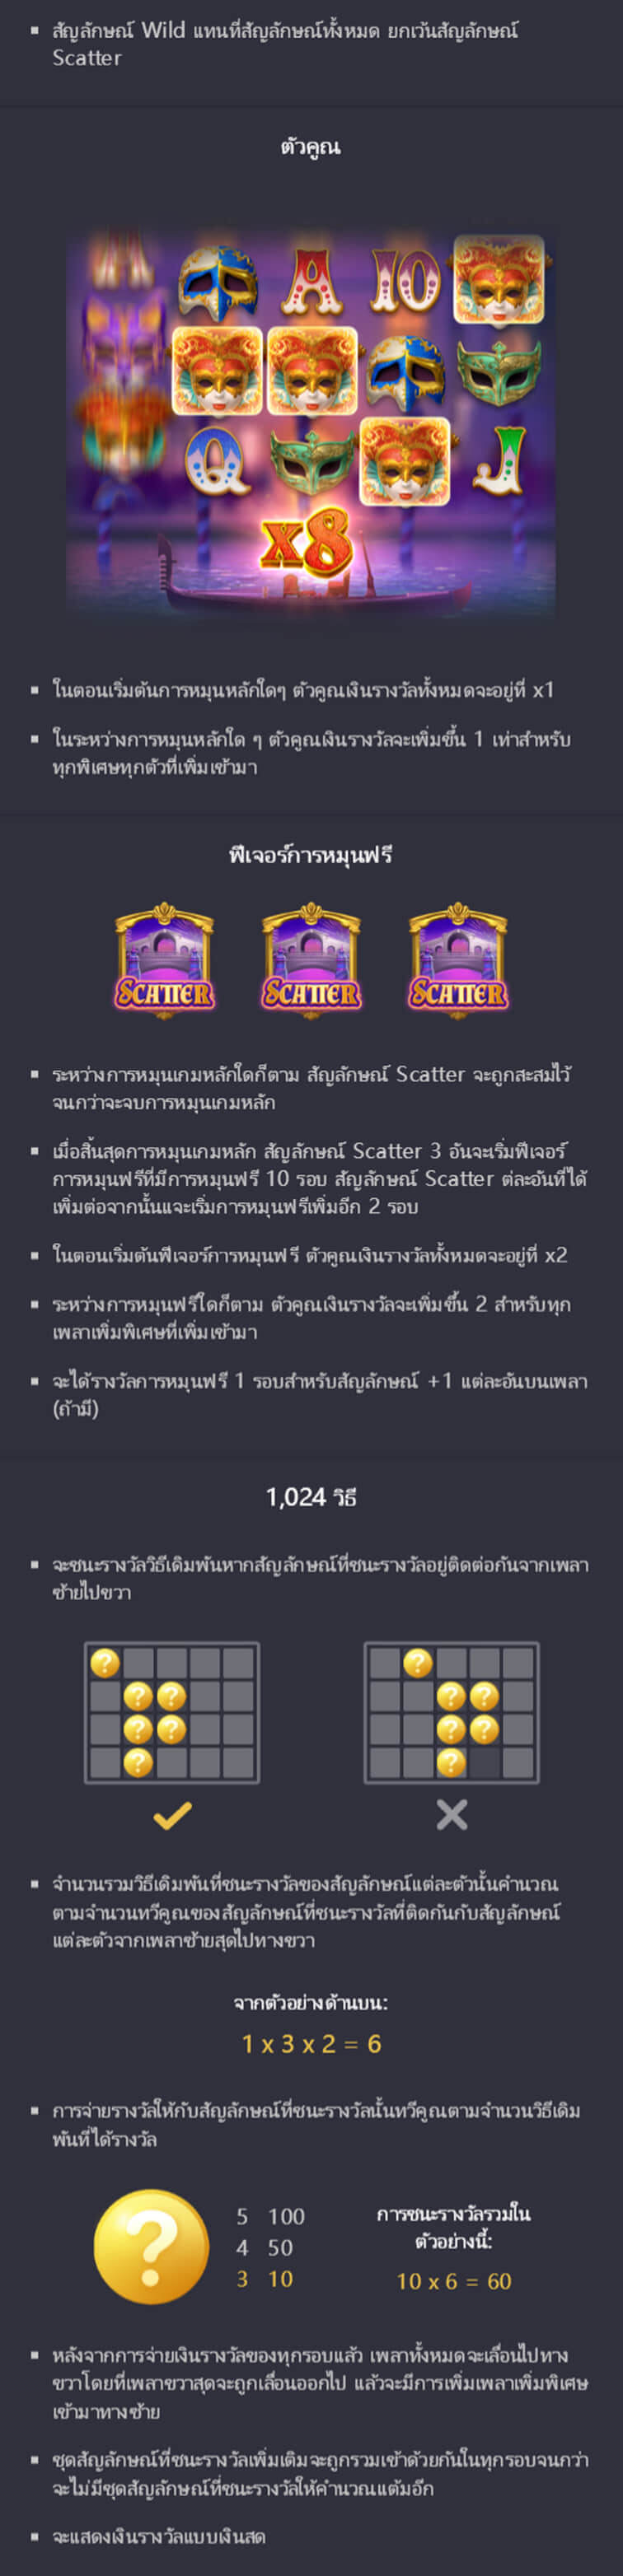 ▪ สัญลักษณ์ Wild แทนที่สัญลักษณ์ทั้งหมด ยกเว้นสัญลักษณ์
Scatter
ตัวคูณ
A 10
Q J
x8
▪ ในตอนเริ่มต้นการหมุนหลักใดๆ ตัวคูณเงินรางวัลทั้งหมดจะอยู่ที่ x1
▪ ในระหว่างการหมุนหลักใด ๆ ตัวคูณเงินรางวัลจะเพิ่มขึ้น 1 เท่าสำหรับ
ทุกพิเศษทุกตัวที่เพิ่มเข้ามา
ฟีเจอร์การหมุนฟรี
SCATTER SCATTER SCATTER
▪ ระหว่างการหมุนเกมหลักใดก็ตาม สัญลักษณ์ Scatter จะถูกสะสมไว้
จนกว่าจะจบการหมุนเกมหลัก
▪ เมื่อสิ้นสุดการหมุนเกมหลัก สัญลักษณ์ Scatter 3 อันจะเริ่มฟีเจอร์
การหมุนฟรีที่มีการหมุนฟรี 10 รอบ สัญลักษณ์ Scatter ต่ละอันที่ได้
เพิ่มต่อจากนั้นแจะเริ่มการหมุนฟรีเพิ่มอีก 2 รอบ
▪ ในตอนเริ่มต้นฟีเจอร์การหมุนฟรี ตัวคูณเงินรางวัลทั้งหมดจะอยู่ที่ x2
▪ ระหว่างการหมุนฟรีใดก็ตาม ตัวคูณเงินรางวัลจะเพิ่มขึ้น 2 สำหรับทุก
เพลาเพิ่มพิเศษที่เพิ่มเข้ามา
▪ จะได้รางวัลการหมุนฟรี 1 รอบสำหรับสัญลักษณ์ +1 แต่ละอันบนเพลา
(ถ้ามี)
1,024 วิธี
▪ จะชนะรางวัลวิธีเดิมพันหากสัญลักษณ์ที่ชนะรางวัลอยู่ติดต่อกันจากเพลา
ซ้ายไปขวา
▪ จำนวนรวมวิธีเดิมพันที่ชนะรางวัลของสัญลักษณ์แต่ละตัวนั้นคำนวณ
ตามจำนวนทวีคูณของสัญลักษณ์ที่ชนะรางวัลที่ติดกันกับสัญลักษณ์
แต่ละตัวจากเพลาซ้ายสุดไปทางขวา
จากตัวอย่างด้านบน:
1 x 3 x 2 = 6
▪ การจ่ายรางวัลให้กับสัญลักษณ์ที่ชนะรางวัลนั้นทวีคูณตามจำนวนวิธีเดิม
พันที่ได้รางวัล
5 100
4 50
3 10
การชนะรางวัลรวมใน
ตัวอย่างนี้:
10 x 6 = 60
▪ หลังจากการจ่ายเงินรางวัลของทุกรอบแล้ว เพลาทั้งหมดจะเลื่อนไปทาง
ขวาโดยที่เพลาขวาสุดจะถูกเลื่อนออกไป แล้วจะมีการเพิ่มเพลาเพิ่มพิเศษ
เข้ามาทางซ้าย
▪ ชุดสัญลักษณ์ที่ชนะรางวัลเพิ่มเติมจะถูกรวมเข้าด้วยกันในทุกรอบจนกว่า
จะไม่มีชุดสัญลักษณ์ที่ชนะรางวัลให้คำนวณแต้มอีก
▪ จะแสดงเงินรางวัลแบบเงินสด